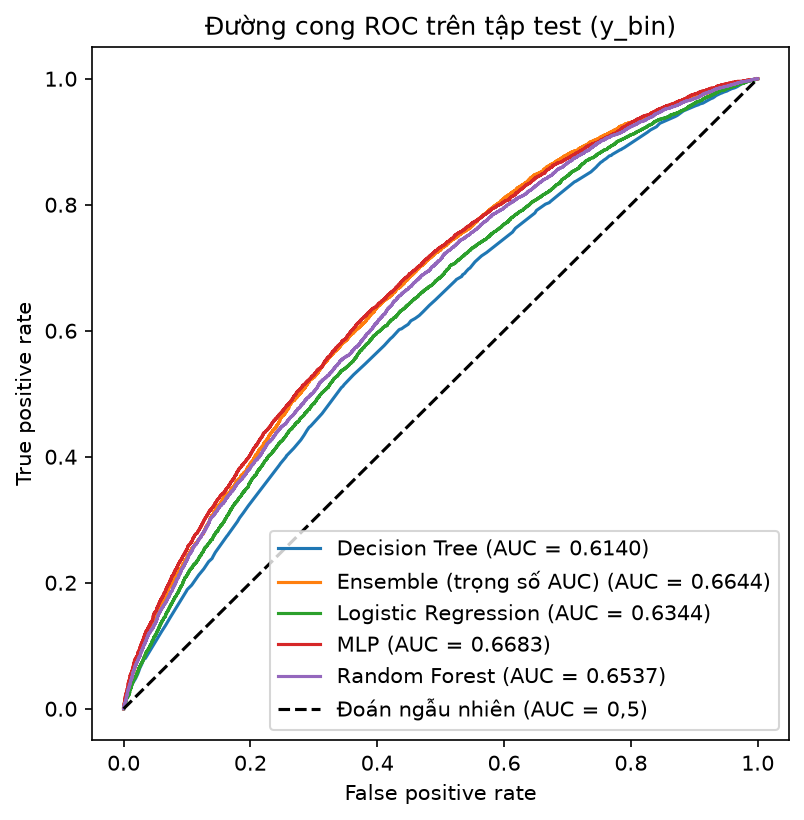 Đường cong ROC trên tập test (y_bin)
True positive rate
1.0
0.8
0.6
0.4
0.2
0.0
Decision Tree (AUC = 0.6140)
Ensemble (trọng số AUC) (AUC = 0.6644)
Logistic Regression (AUC = 0.6344)
MLP (AUC = 0.6683)
Random Forest (AUC = 0.6537)
Đoán ngẫu nhiên (AUC = 0,5)
0.0 0.2 0.4 0.6 0.8 1.0
False positive rate